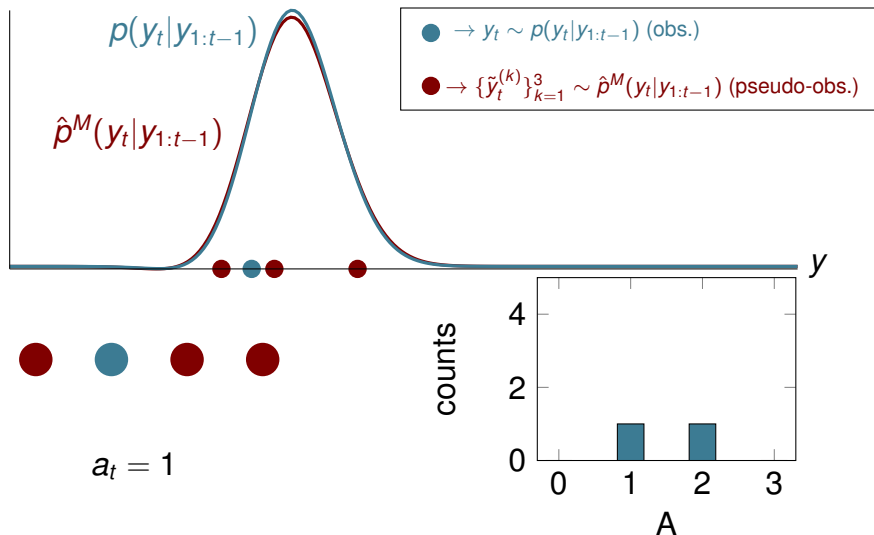 p(y_t|y_{1:t−1})
p̂^M(y_t|y_{1:t−1})
→ y_t ∼ p(y_t|y_{1:t−1}) (obs.)
→ {ỹ_t^{(k)}}_{k=1}^3 ∼ p̂^M(y_t|y_{1:t−1}) (pseudo-obs.)
y
a_t = 1
counts
4
2
0
0 1 2 3
A